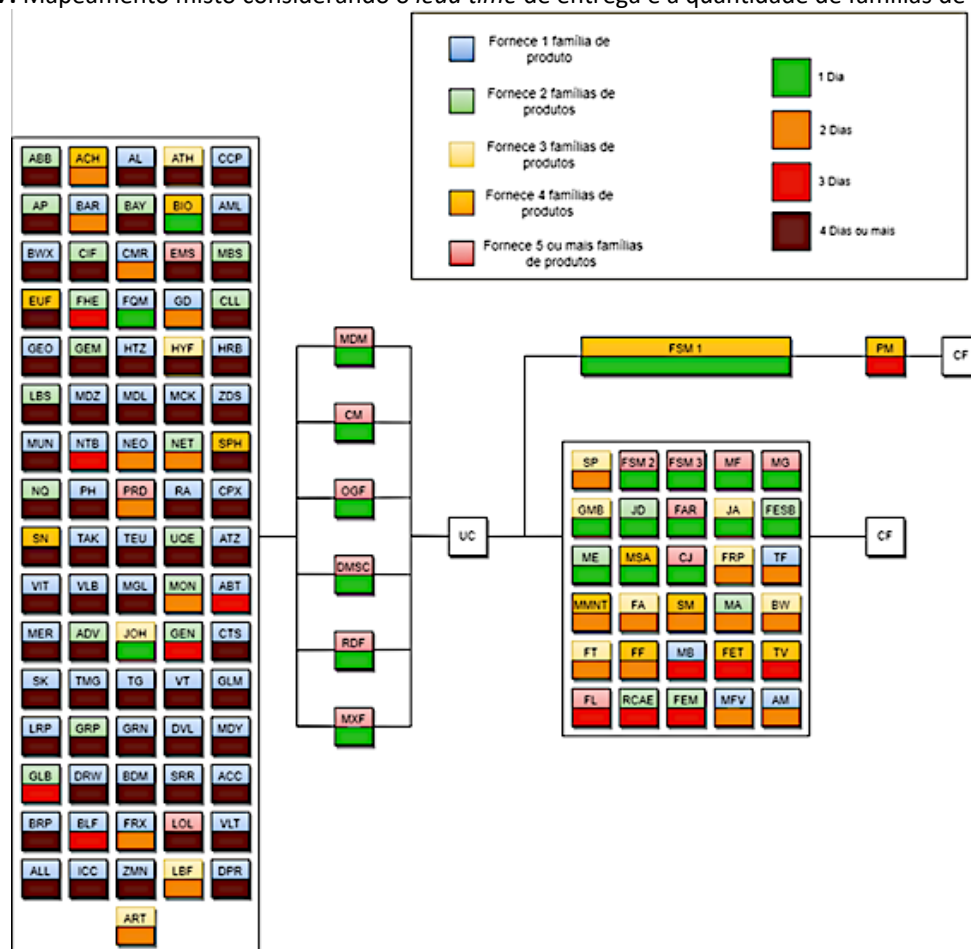 Mapeamento misto considerando o lead time de entrega e a quantidade de famílias de
Fornece 1 família de
produto
Fornece 2 famílias de
produtos
Fornece 3 famílias de
produtos
Fornece 4 famílias de
produtos
Fornece 5 ou mais famílias
de produtos
1 Dia
2 Dias
3 Dias
4 Dias ou mais
ABB ACH AL ATH CCP
AP BAR BAY BIO AML
BWX CIF CMR EMS MBS
EUF FHE FQM GD CLL
GEO GEM HTZ HYF HRB
LBS MDZ MDL MCK ZDS
MUN NTB NEO NET SPH
NQ PH PRD RA CPX
SN TAK TEU UQE ATZ
VIT VLB MGL MON ABT
MER ADV JOH GEN CTS
SK TMG TG VT GLM
LRP GRP GRN DVL MDY
GLB DRW BDM SRR ACC
BRP BLF FRX LOL VLT
ALL ICC ZMN LBF DPR
ART
MDM
CM
OGF
DMSC
RDF
MXF
UC
FSM 1 PM CF
SP FSM 2 FSM 3 MF MG
GMB JD FAR JA FESB
ME MSA CJ FRP TF
MMNT FA SM MA BW
FT FF MB FET TV
FL RCAE FEM MFV AM
CF